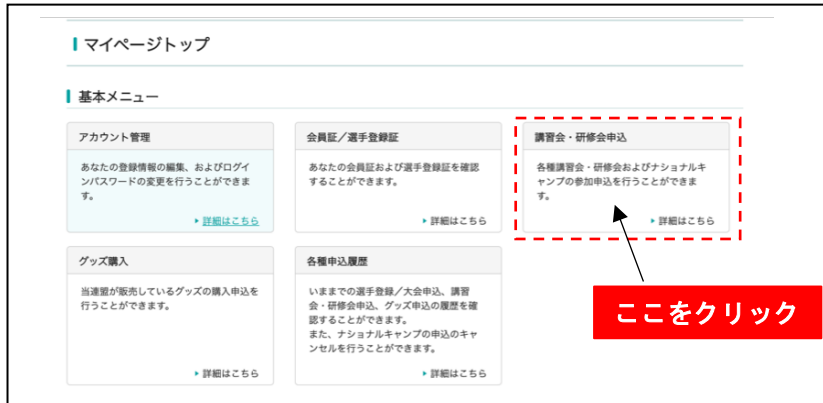 マイページトップ
基本メニュー
アカウント管理
あなたの登録情報の編集、およびログイ
ンパスワードの変更を行うことができま
す。
詳細はこちら
会員証／選手登録証
あなたの会員証および選手登録証を確認
することができます。
詳細はこちら
講習会・研修会申込
各種講習会・研修会およびナショナルキ
ャンプの参加申込を行うことができま
す。
詳細はこちら
グッズ購入
当連盟が販売しているグッズの購入申込を
行うことができます。
詳細はこちら
各種申込履歴
いままでの選手登録／大会申込、講習
会・研修会申込、グッズ申込の履歴を確
認することができます。
また、ナショナルキャンプの申込のキャ
ンセルを行うことができます。
詳細はこちら
ここをクリック